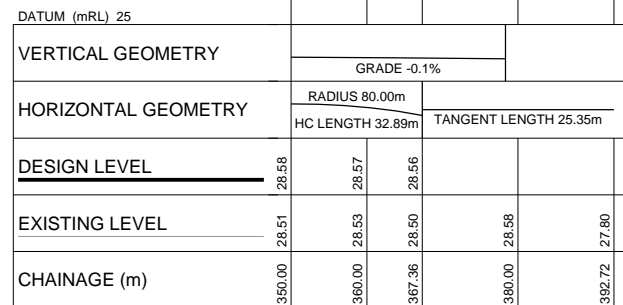 DATUM (mRL) 25
VERTICAL GEOMETRY
GRADE -0.1%
HORIZONTAL GEOMETRY
RADIUS 80.00m
HC LENGTH 32.89m
TANGENT LENGTH 25.35m
DESIGN LEVEL
28.58
28.57
28.56
EXISTING LEVEL
28.51
28.53
28.50
28.58
27.80
CHAINAGE (m)
350.00
360.00
367.36
380.00
392.72